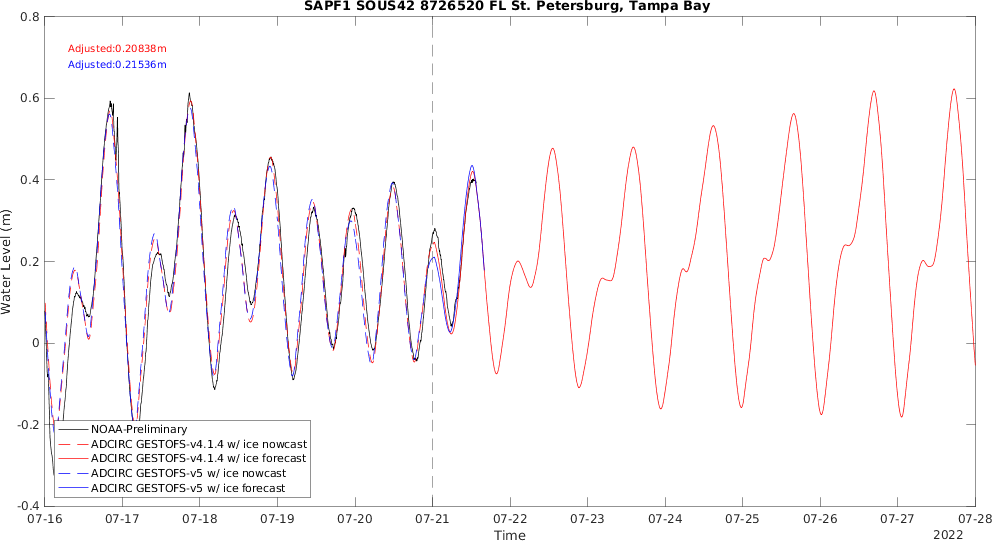 SAPF1 SOUS42 8726520 FL St. Petersburg, Tampa Bay
0.8
0.6
0.4
0.2
0
-0.2
-0.4
Water Level (m)
Adjusted:0.20838m
Adjusted:0.21536m
NOAA-Preliminary
ADCIRC GESTOFS-v4.1.4 w/ ice nowcast
ADCIRC GESTOFS-v4.1.4 w/ ice forecast
ADCIRC GESTOFS-v5 w/ ice nowcast
ADCIRC GESTOFS-v5 w/ ice forecast
07-16 07-17 07-18 07-19 07-20 07-21 07-22 07-23 07-24 07-25 07-26 07-27 07-28
Time
2022